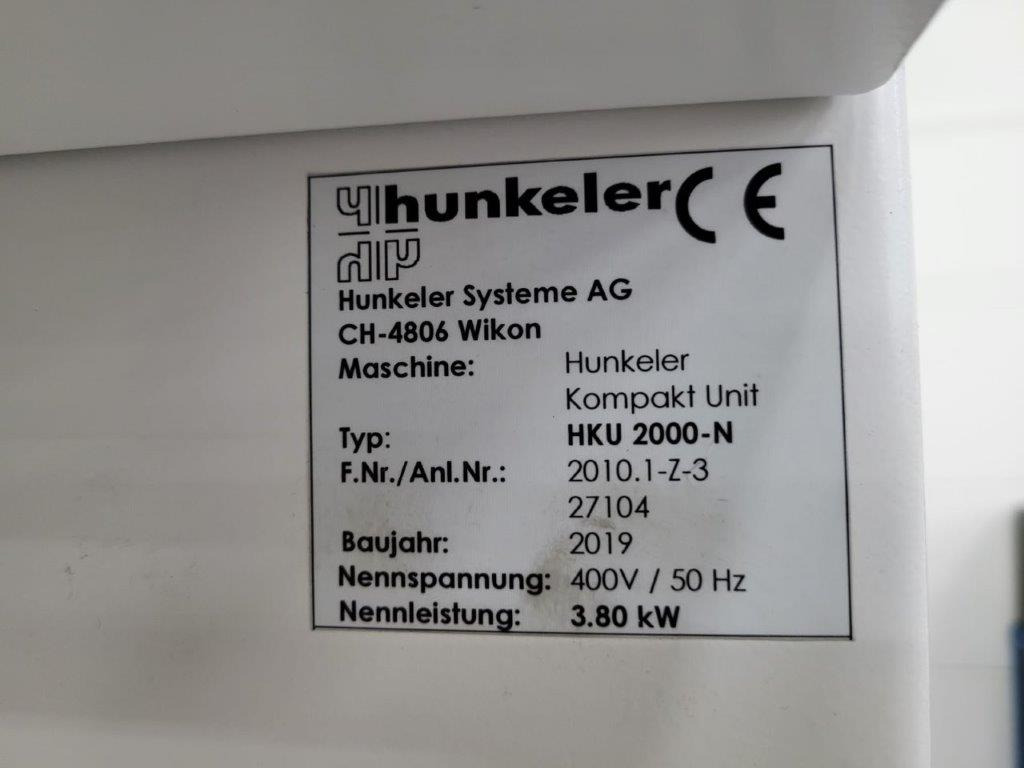 hunkeler CE
Hunkeler Systeme AG
CH-4806 Wikon
Maschine: Hunkeler
Kompakt Unit
Typ: HKU 2000-N
F.Nr./Anl.Nr.: 2010.1-Z-3
27104
Baujahr: 2019
Nennspannung: 400V / 50 Hz
Nennleistung: 3.80 kW